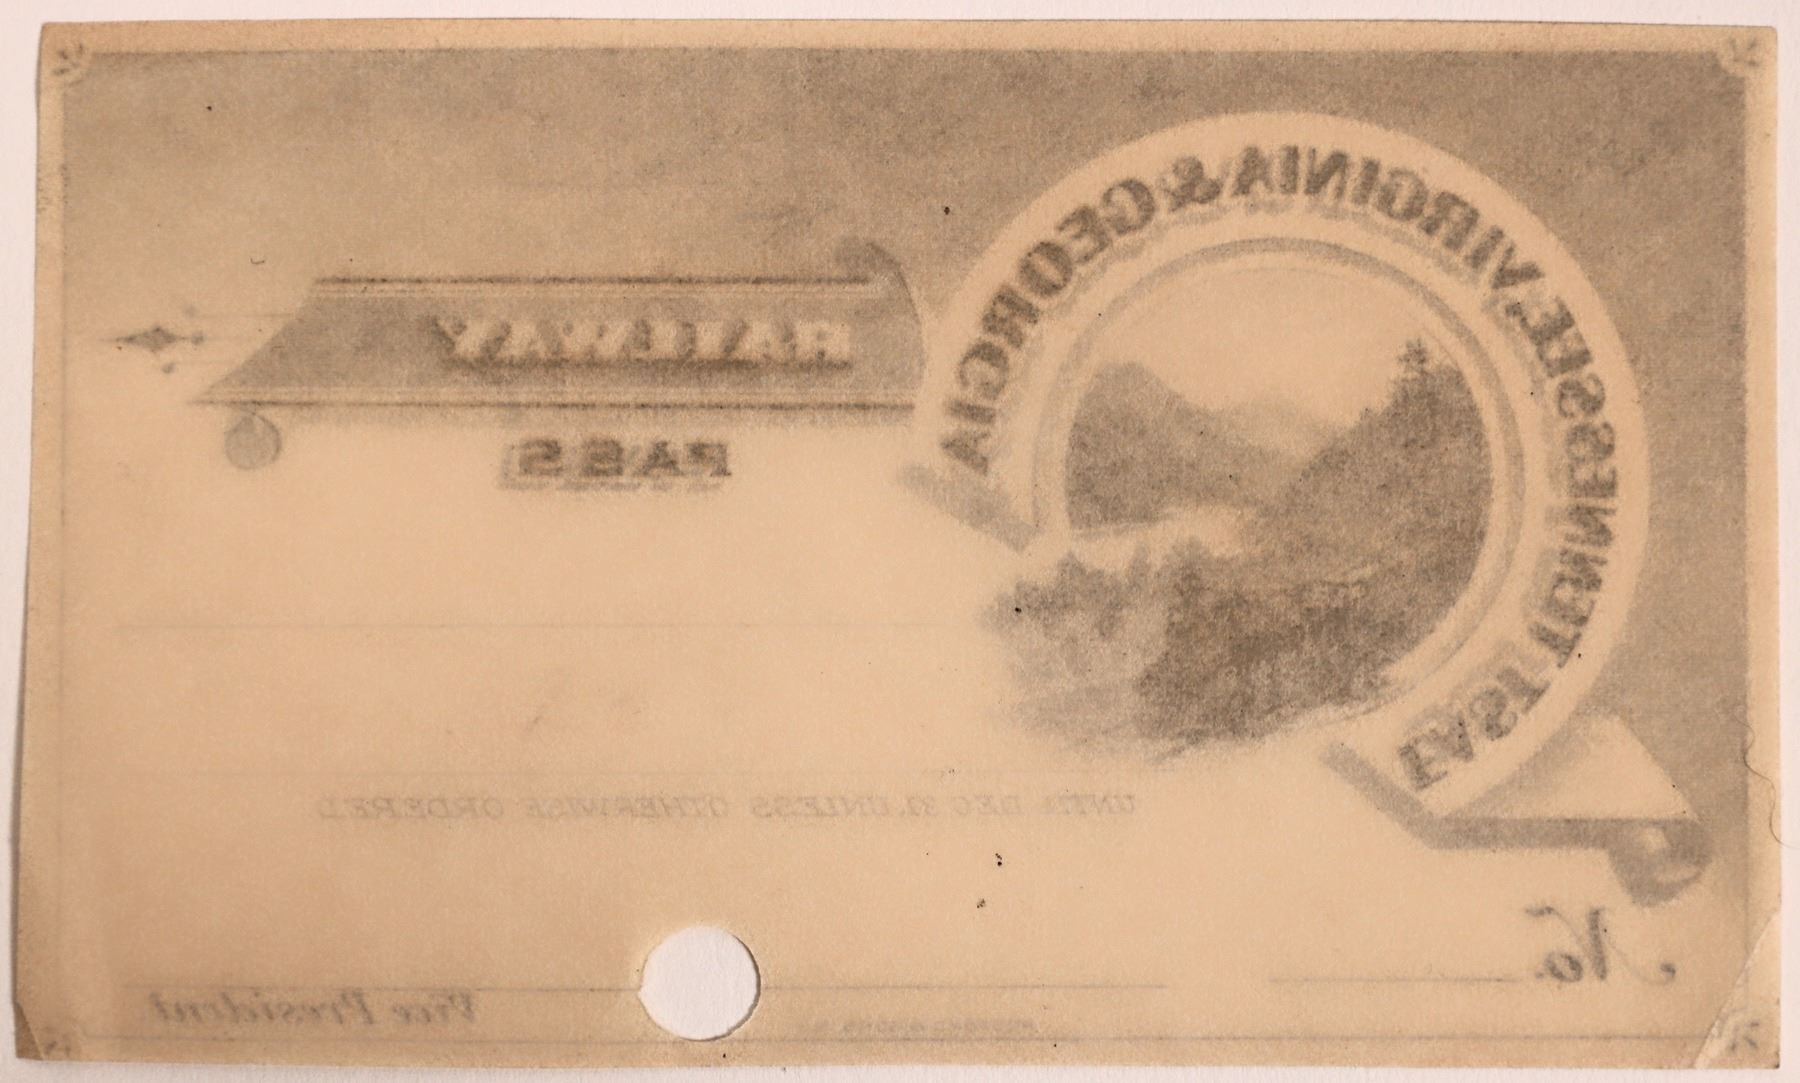 EAST TENNESSEE, VIRGINIA & GEORGIA
RAILWAY
PASS
UNTIL DEC 31. UNLESS OTHERWISE ORDERED
No.
Vice President